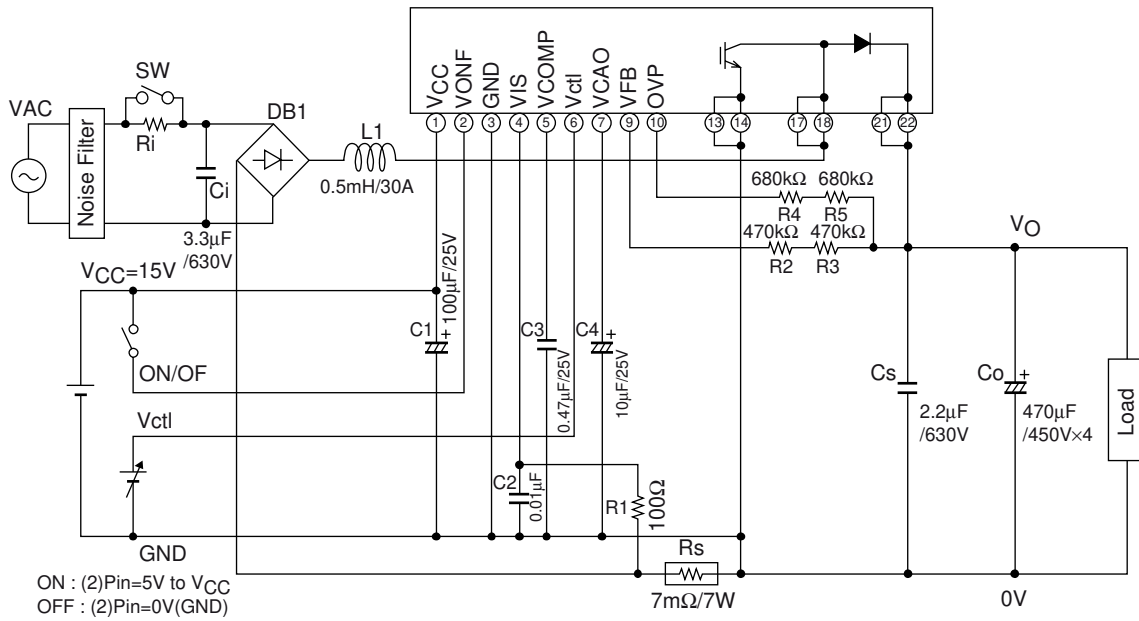 VCC
VONF
GND
VIS
VCOMP
Vctl
VCAO
VFB
OVP
1
2
3
4
5
6
7
9
10
13
14
17
18
21
22
SW
VAC
Noise Filter
Ri
Ci
3.3μF
/630V
DB1
L1
0.5mH/30A
680kΩ
680kΩ
R4
R5
470kΩ
470kΩ
R2
R3
VO
VCC=15V
100μF/25V
C1
+
C3
0.47μF/25V
C4
+
10μF/25V
ON/OF
Vctl
Cs
2.2μF
/630V
Co
+
470μF
/450V×4
Load
C2
0.01μF
R1
100Ω
GND
Rs
7mΩ/7W
0V
ON : (2)Pin=5V to VCC
OFF : (2)Pin=0V(GND)